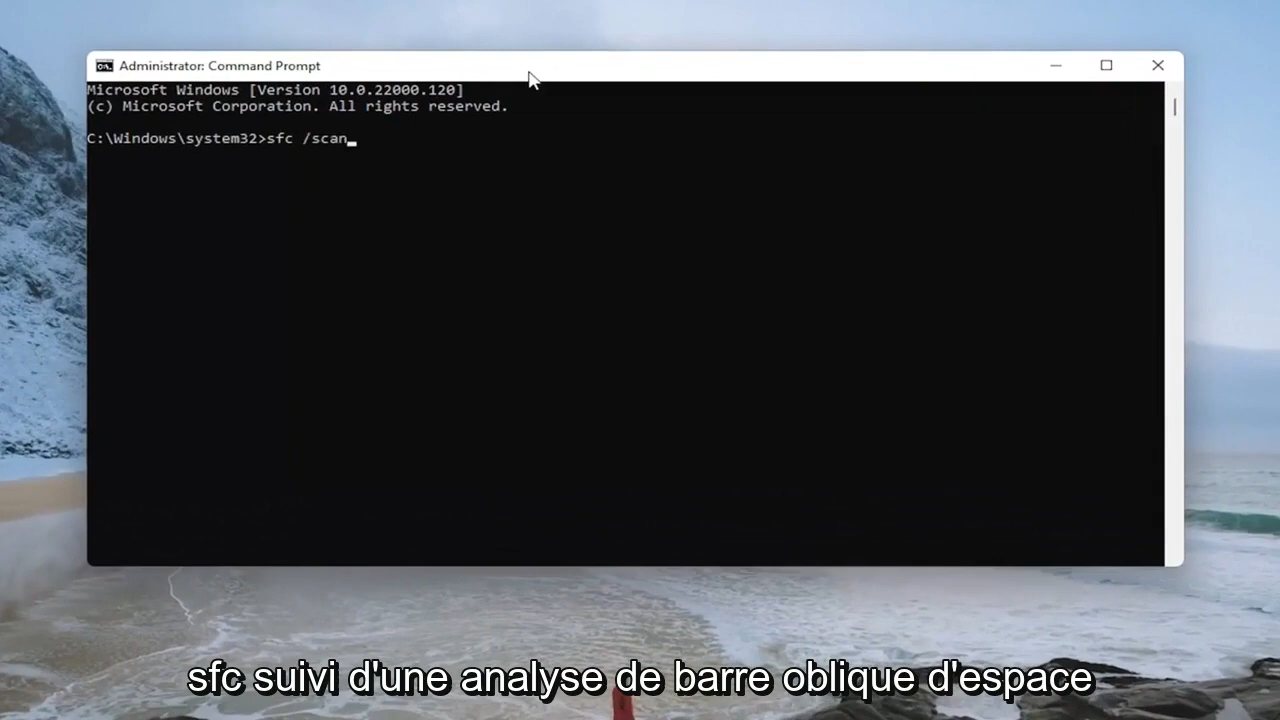 Administrator: Command Prompt
Microsoft Windows [Version 10.0.22000.120]
(c) Microsoft Corporation. All rights reserved.
C:\Windows\system32>sfc /scan
sfc suivi d'une analyse de barre oblique d'espace